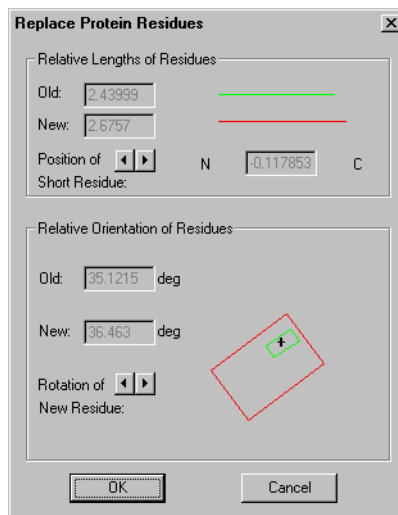 Replace Protein Residues
Relative Lengths of Residues
Old: 2.43999
New: 2.6757
Position of N -0.117853 C
Short Residue:
Relative Orientation of Residues
Old: 35.1215 deg
New: 36.463 deg
Rotation of
New Residue:
OK Cancel